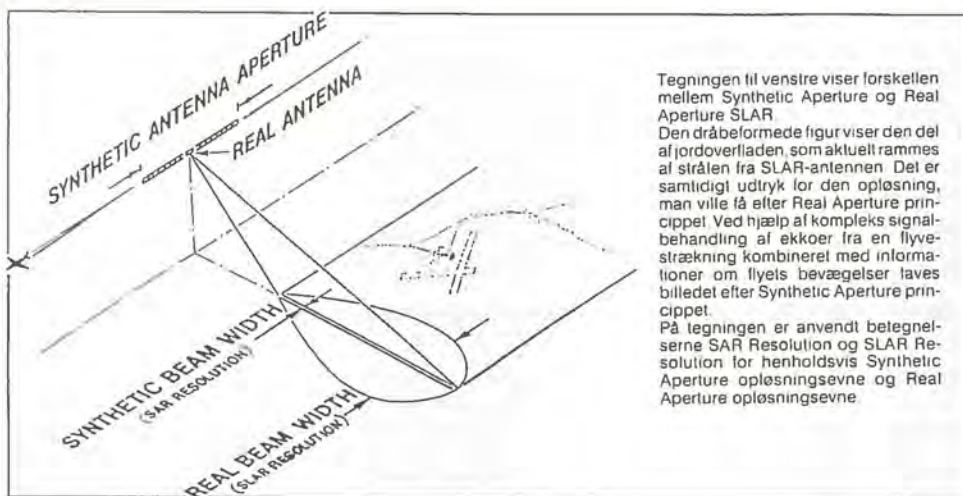 SYNTHETIC ANTENNA APERTURE
REAL ANTENNA
SYNTHETIC BEAM WIDTH
(SAR RESOLUTION)
REAL BEAM WIDTH
(SLAR RESOLUTION)
Tegningen til venstre viser forskellen
mellem Synthetic Aperture og Real
Aperture SLAR
Den dråbeformede figur viser den del
af jordoverfladen, som aktuelt rammes
af strålen fra SLAR-antennen. Det er
samtidigt udtryk for den opløsning,
man ville få efter Real Aperture prin-
cippet. Ved hjælp af kompleks signal-
behandling af ekkoer fra en flyve-
strækning kombineret med informa-
tioner om flyets bevægelser laves
billedet efter Synthetic Aperture prin-
cippet.
På tegningen er anvendt betegnel-
serne SAR Resolution og SLAR Re-
solution for henholdsvis Synthetic
Aperture opløsningsevne og Real
Aperture opløsningsevne